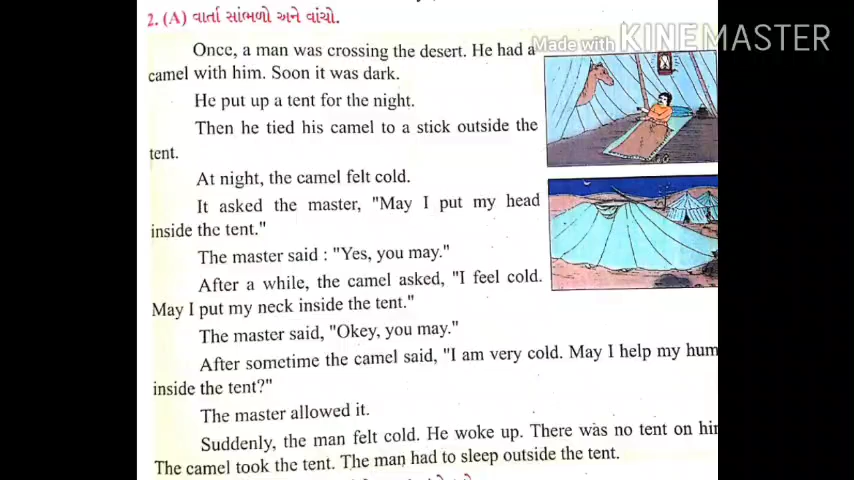 2. (A) વાર્તા સાંભળો અને વાંચો.
Made with KINEMASTER
Once, a man was crossing the desert. He had a
camel with him. Soon it was dark.
He put up a tent for the night.
Then he tied his camel to a stick outside the
tent.
At night, the camel felt cold.
It asked the master, "May I put my head
inside the tent."
The master said : "Yes, you may."
After a while, the camel asked, "I feel cold.
May I put my neck inside the tent."
The master said, "Okey, you may."
After sometime the camel said, "I am very cold. May I help my hum
inside the tent?"
The master allowed it.
Suddenly, the man felt cold. He woke up. There was no tent on hi
The camel took the tent. The man had to sleep outside the tent.